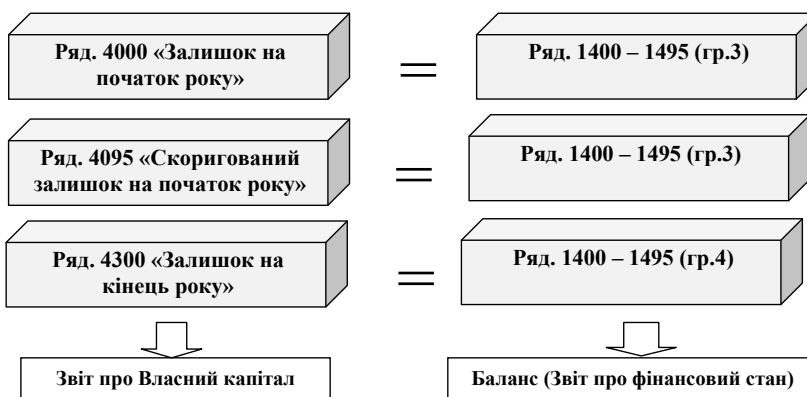 Ряд. 4000 «Залишок на
початок року»
=
Ряд. 1400 – 1495 (гр.3)
Ряд. 4095 «Скоригований
залишок на початок року»
=
Ряд. 1400 – 1495 (гр.3)
Ряд. 4300 «Залишок на
кінець року»
=
Ряд. 1400 – 1495 (гр.4)
Звіт про Власний капітал
Баланс (Звіт про фінансовий стан)